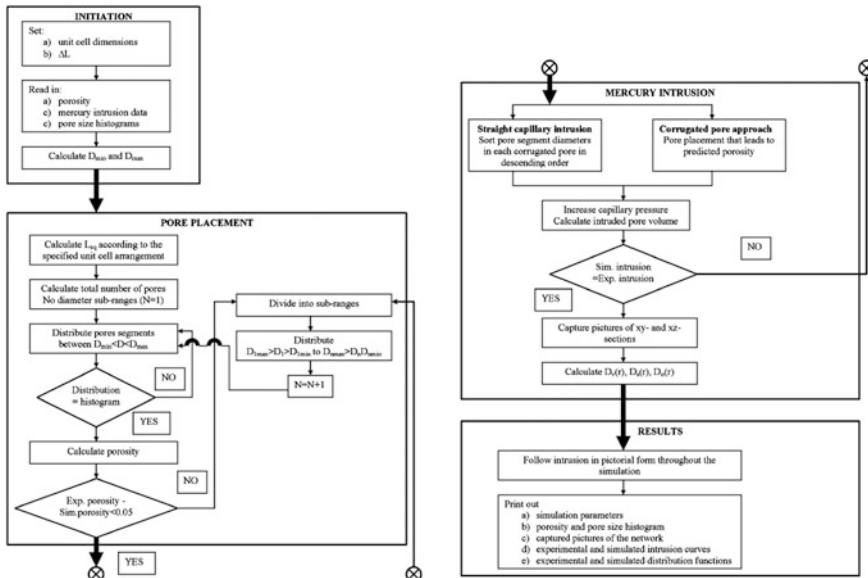 INITIATION
Set:
a) unit cell dimensions
b) ΔL
Read in:
a) porosity
c) mercury intrusion data
c) pore size histograms
Calculate Dmin and Dmax
PORE PLACEMENT
Calculate Leq according to the
specified unit cell arrangement
Calculate total number of pores
No diameter sub-ranges (N=1)
Distribute pores segments
between Dmin<D<Dmax
NO
Distribution
= histogram
YES
Calculate porosity
NO
Exp. porosity -
Sim.porosity<0.05
YES
Divide into sub-ranges
Distribute
D1max>D1>D1min to Dnmax>DnDnmin
N=N+1
MERCURY INTRUSION
Straight capillary intrusion
Sort pore segment diameters
in each corrugated pore in
descending order
Corrugated pore approach
Pore placement that leads to
predicted porosity
Increase capillary pressure
Calculate intruded pore volume
NO
Sim. intrusion
=Exp. intrusion
YES
Capture pictures of xy- and xz-
sections
Calculate
RESULTS
Follow intrusion in pictorial form throughout the
simulation
Print out
a) simulation parameters
b) porosity and pore size histogram
c) captured pictures of the network
d) experimental and simulated intrusion curves
e) experimental and simulated distribution functions